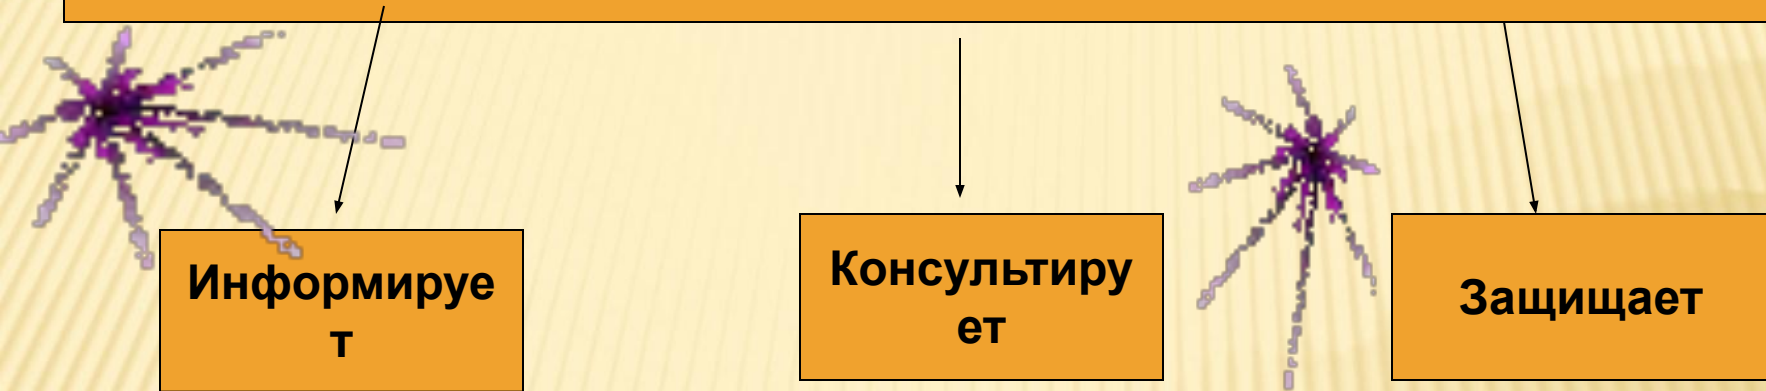 Информируе
т
Консультиру
ет
Защищает